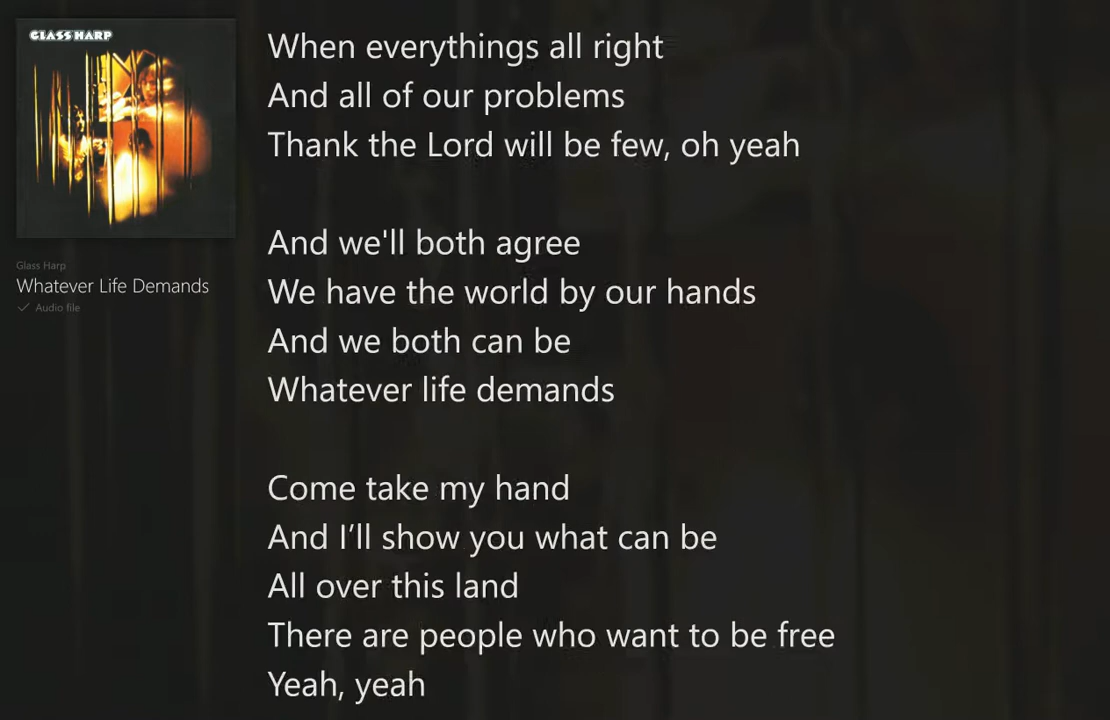 GLASS HARP
Glass Harp
Whatever Life Demands
Audio file
When everythings all right
And all of our problems
Thank the Lord will be few, oh yeah
And we'll both agree
We have the world by our hands
And we both can be
Whatever life demands
Come take my hand
And I’ll show you what can be
All over this land
There are people who want to be free
Yeah, yeah